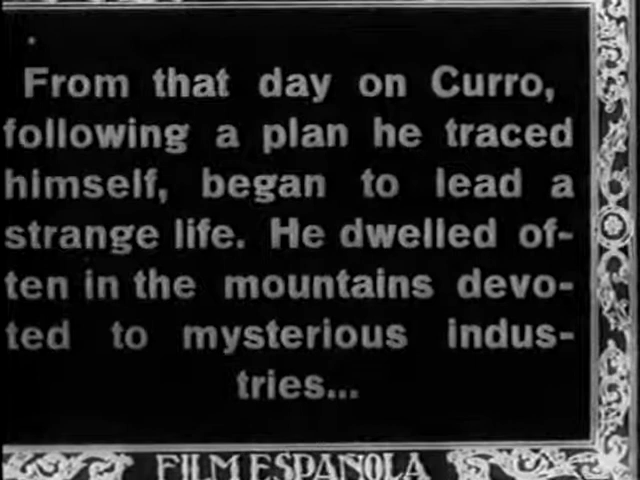 From that day on Curro,
following a plan he traced
himself, began to lead a
strange life. He dwelled of-
ten in the mountains devo-
ted to mysterious indus-
tries...
FILM ESPAÑOLA